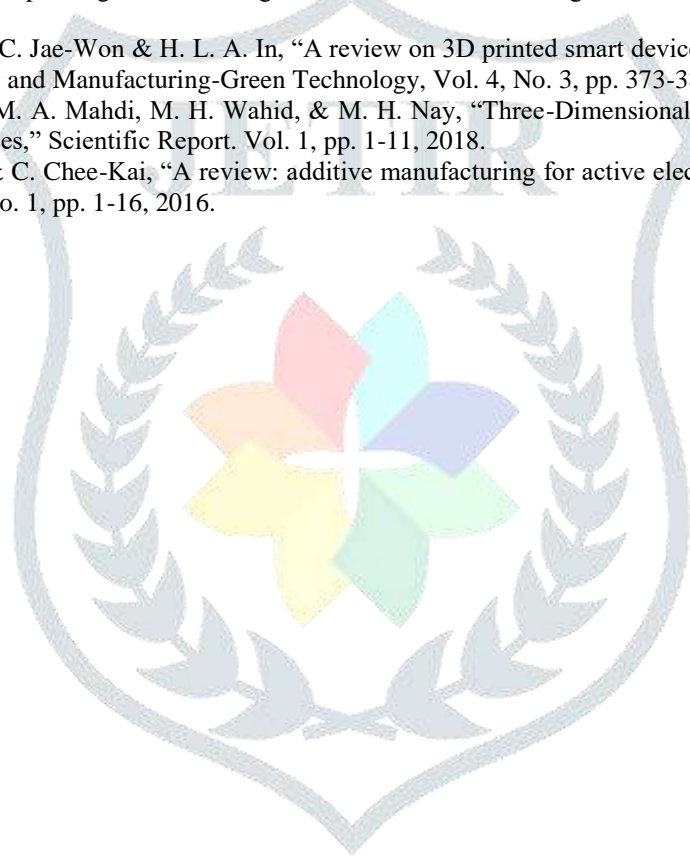 C. Jae-Won & H. L. A. In, “A review on 3D printed smart device
and Manufacturing-Green Technology, Vol. 4, No. 3, pp. 373-3
M. A. Mahdi, M. H. Wahid, & M. H. Nay, “Three-Dimensional
es,” Scientific Report. Vol. 1, pp. 1-11, 2018.
C. Chee-Kai, “A review: additive manufacturing for active elec
o. 1, pp. 1-16, 2016.
JETIR